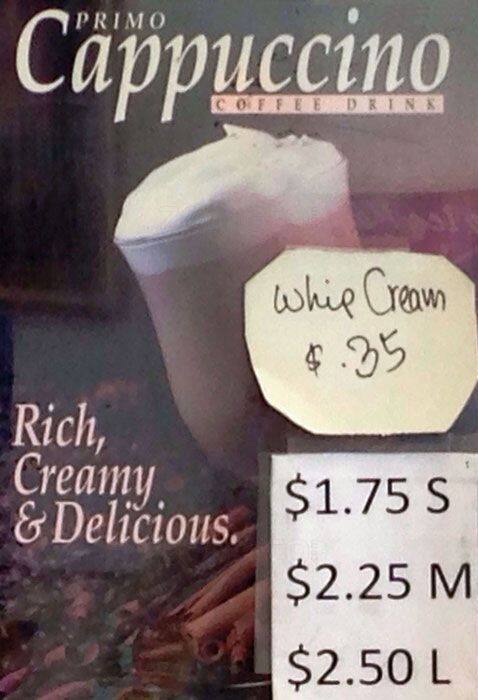 PRIMO
Cappuccino
COFFEE DRINK
Whip Cream
$ .35
Rich,
Creamy
& Delicious.
$1.75 S
$2.25 M
$2.50 L